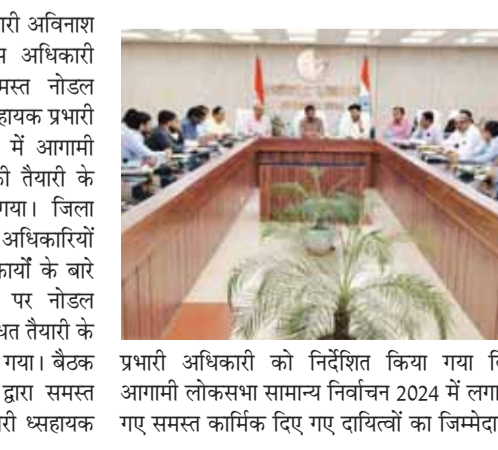 ारी अविनाश
अधिकारी
मस्त नोडल
हायक प्रभारी
में आगामी
की तैयारी के
गया। जिला
अधिकारियों
कार्यों के बारे
पर नोडल
धत तैयारी के
गया। बैठक
द्वारा समस्त
ारी ध्सहायक
प्रभारी अधिकारी को निर्देशित किया गया
आगामी लोकसभा सामान्य निर्वाचन 2024 में लगा
गए समस्त कार्मिक दिए गए दायित्वों का जिम्मेदा